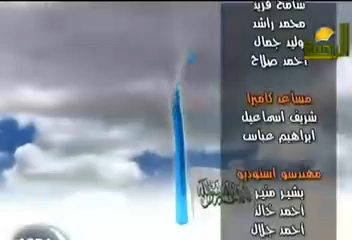 سامح فريد
محمد راشد
وليد جمال
احمد صلاح
الرحمة
مساعد كاميرا
شريف اسماعيل
ابراهيم عباس
مهندسو استوديو
بشير منير
احمد خالد
احمد جلال